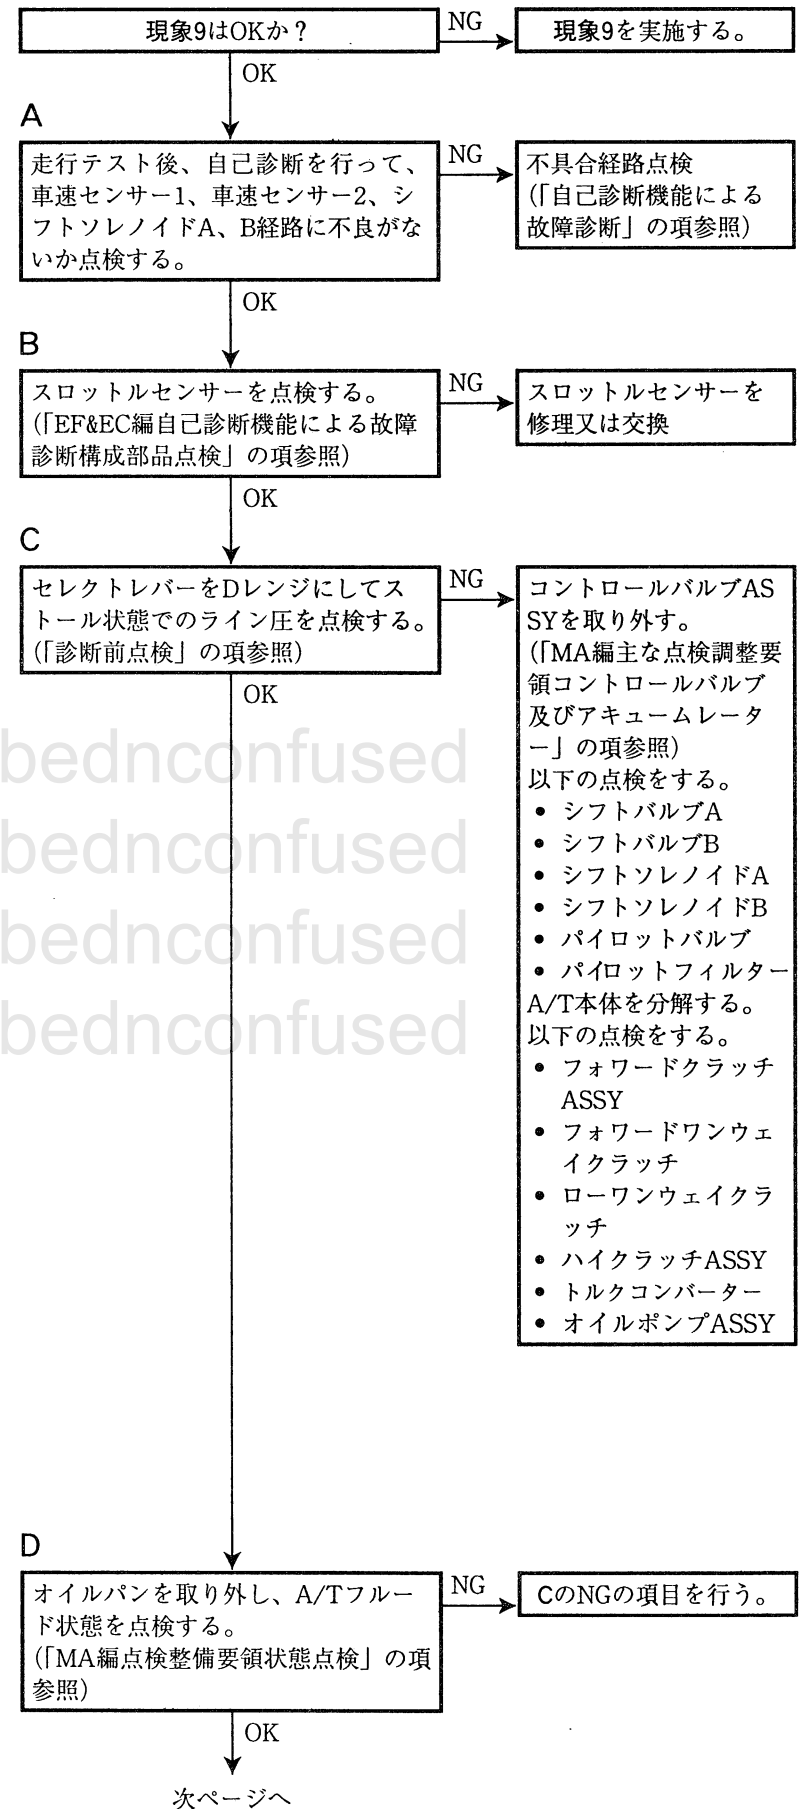 現象9はOKか？
NG
現象9を実施する。
OK
A
走行テスト後、自己診断を行って、
車速センサー1、車速センサー2、シ
フトソレノイドA、B経路に不良がな
いか点検する。
NG
不具合経路点検
(「自己診断機能による
故障診断」の項参照)
OK
B
スロットルセンサーを点検する。
(「EF&EC編自己診断機能による故障
診断構成部品点検」の項参照)
NG
スロットルセンサーを
修理又は交換
OK
C
セレクトレバーをDレンジにしてス
トール状態でのライン圧を点検する。
(「診断前点検」の項参照)
NG
コントロールバルブAS
SYを取り外す。
(「MA編主な点検調整要
領コントロールバルブ
及びアキュームレータ
ー」の項参照)
以下の点検をする。
• シフトバルブA
• シフトバルブB
• シフトソレノイドA
• シフトソレノイドB
• パイロットバルブ
• パイロットフィルター
A/T本体を分解する。
以下の点検をする。
• フォワードクラッチ
ASSY
• フォワードワンウェ
イクラッチ
• ローワンウェイクラ
ッチ
• ハイクラッチASSY
• トルクコンバーター
• オイルポンプASSY
OK
bednconfused
bednconfused
bednconfused
bednconfused
D
オイルパンを取り外し、A/Tフルー
ド状態を点検する。
(「MA編点検整備要領状態点検」の項
参照)
NG
CのNGの項目を行う。
OK
次ページへ